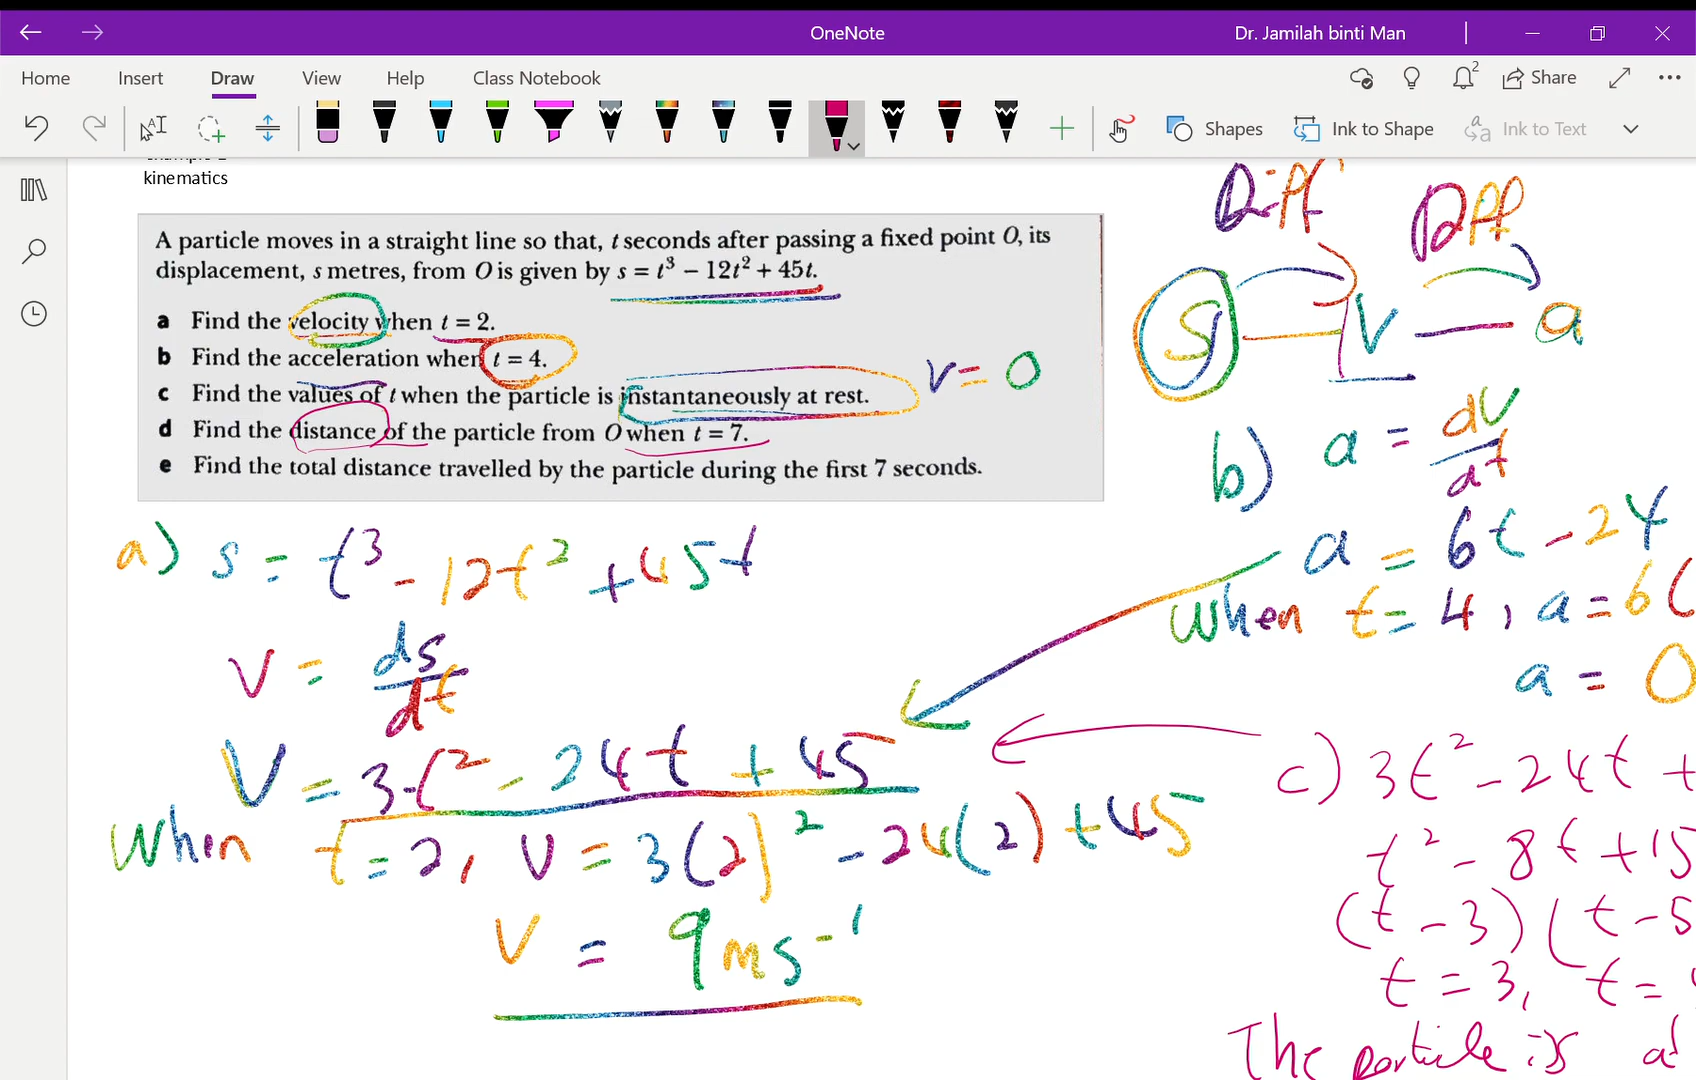 OneNote
Dr. Jamilah binti Man
Home Insert Draw View Help Class Notebook
2 Share
Shapes Ink to Shape Ink to Text
kinematics
A particle moves in a straight line so that, t seconds after passing a fixed point O, its
displacement, s metres, from O is given by s = t³ − 12t² + 45t.
a Find the velocity when t = 2.
b Find the acceleration when t = 4.
c Find the values of t when the particle is instantaneously at rest.
d Find the distance of the particle from O when t = 7.
e Find the total distance travelled by the particle during the first 7 seconds.
v = 0
Diff Diff
S V a
a) s = t³ - 12t² + 45t
v = ds/dt
V = 3t² - 24t + 45
When t = 2, v = 3(2)² - 24(2) + 45
V = 9ms⁻¹
b) a = dv/dt
a = 6t - 24
When t = 4, a = 6(
a = 0
c) 3t² - 24t +
t² - 8t + 15
(t - 3) (t - 5
t = 3, t =
The particle is